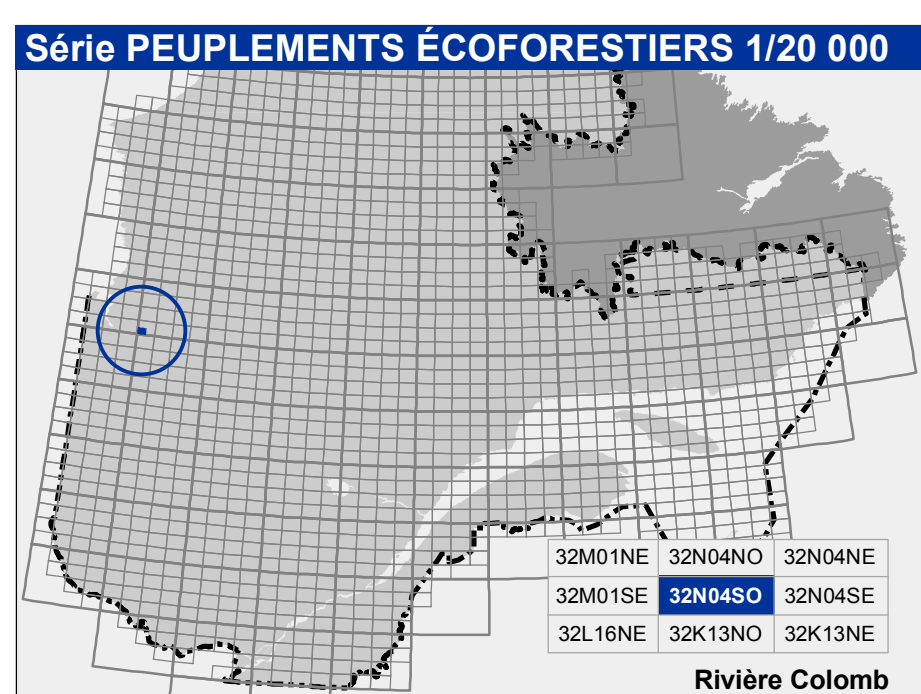 Série PEUPLEMENTS ÉCOFORESTIERS 1/20 000
32M01NE 32N04NO 32N04NE
32M01SE 32N04SO 32N04SE
32L16NE 32K13NO 32K13NE
Rivière Colomb